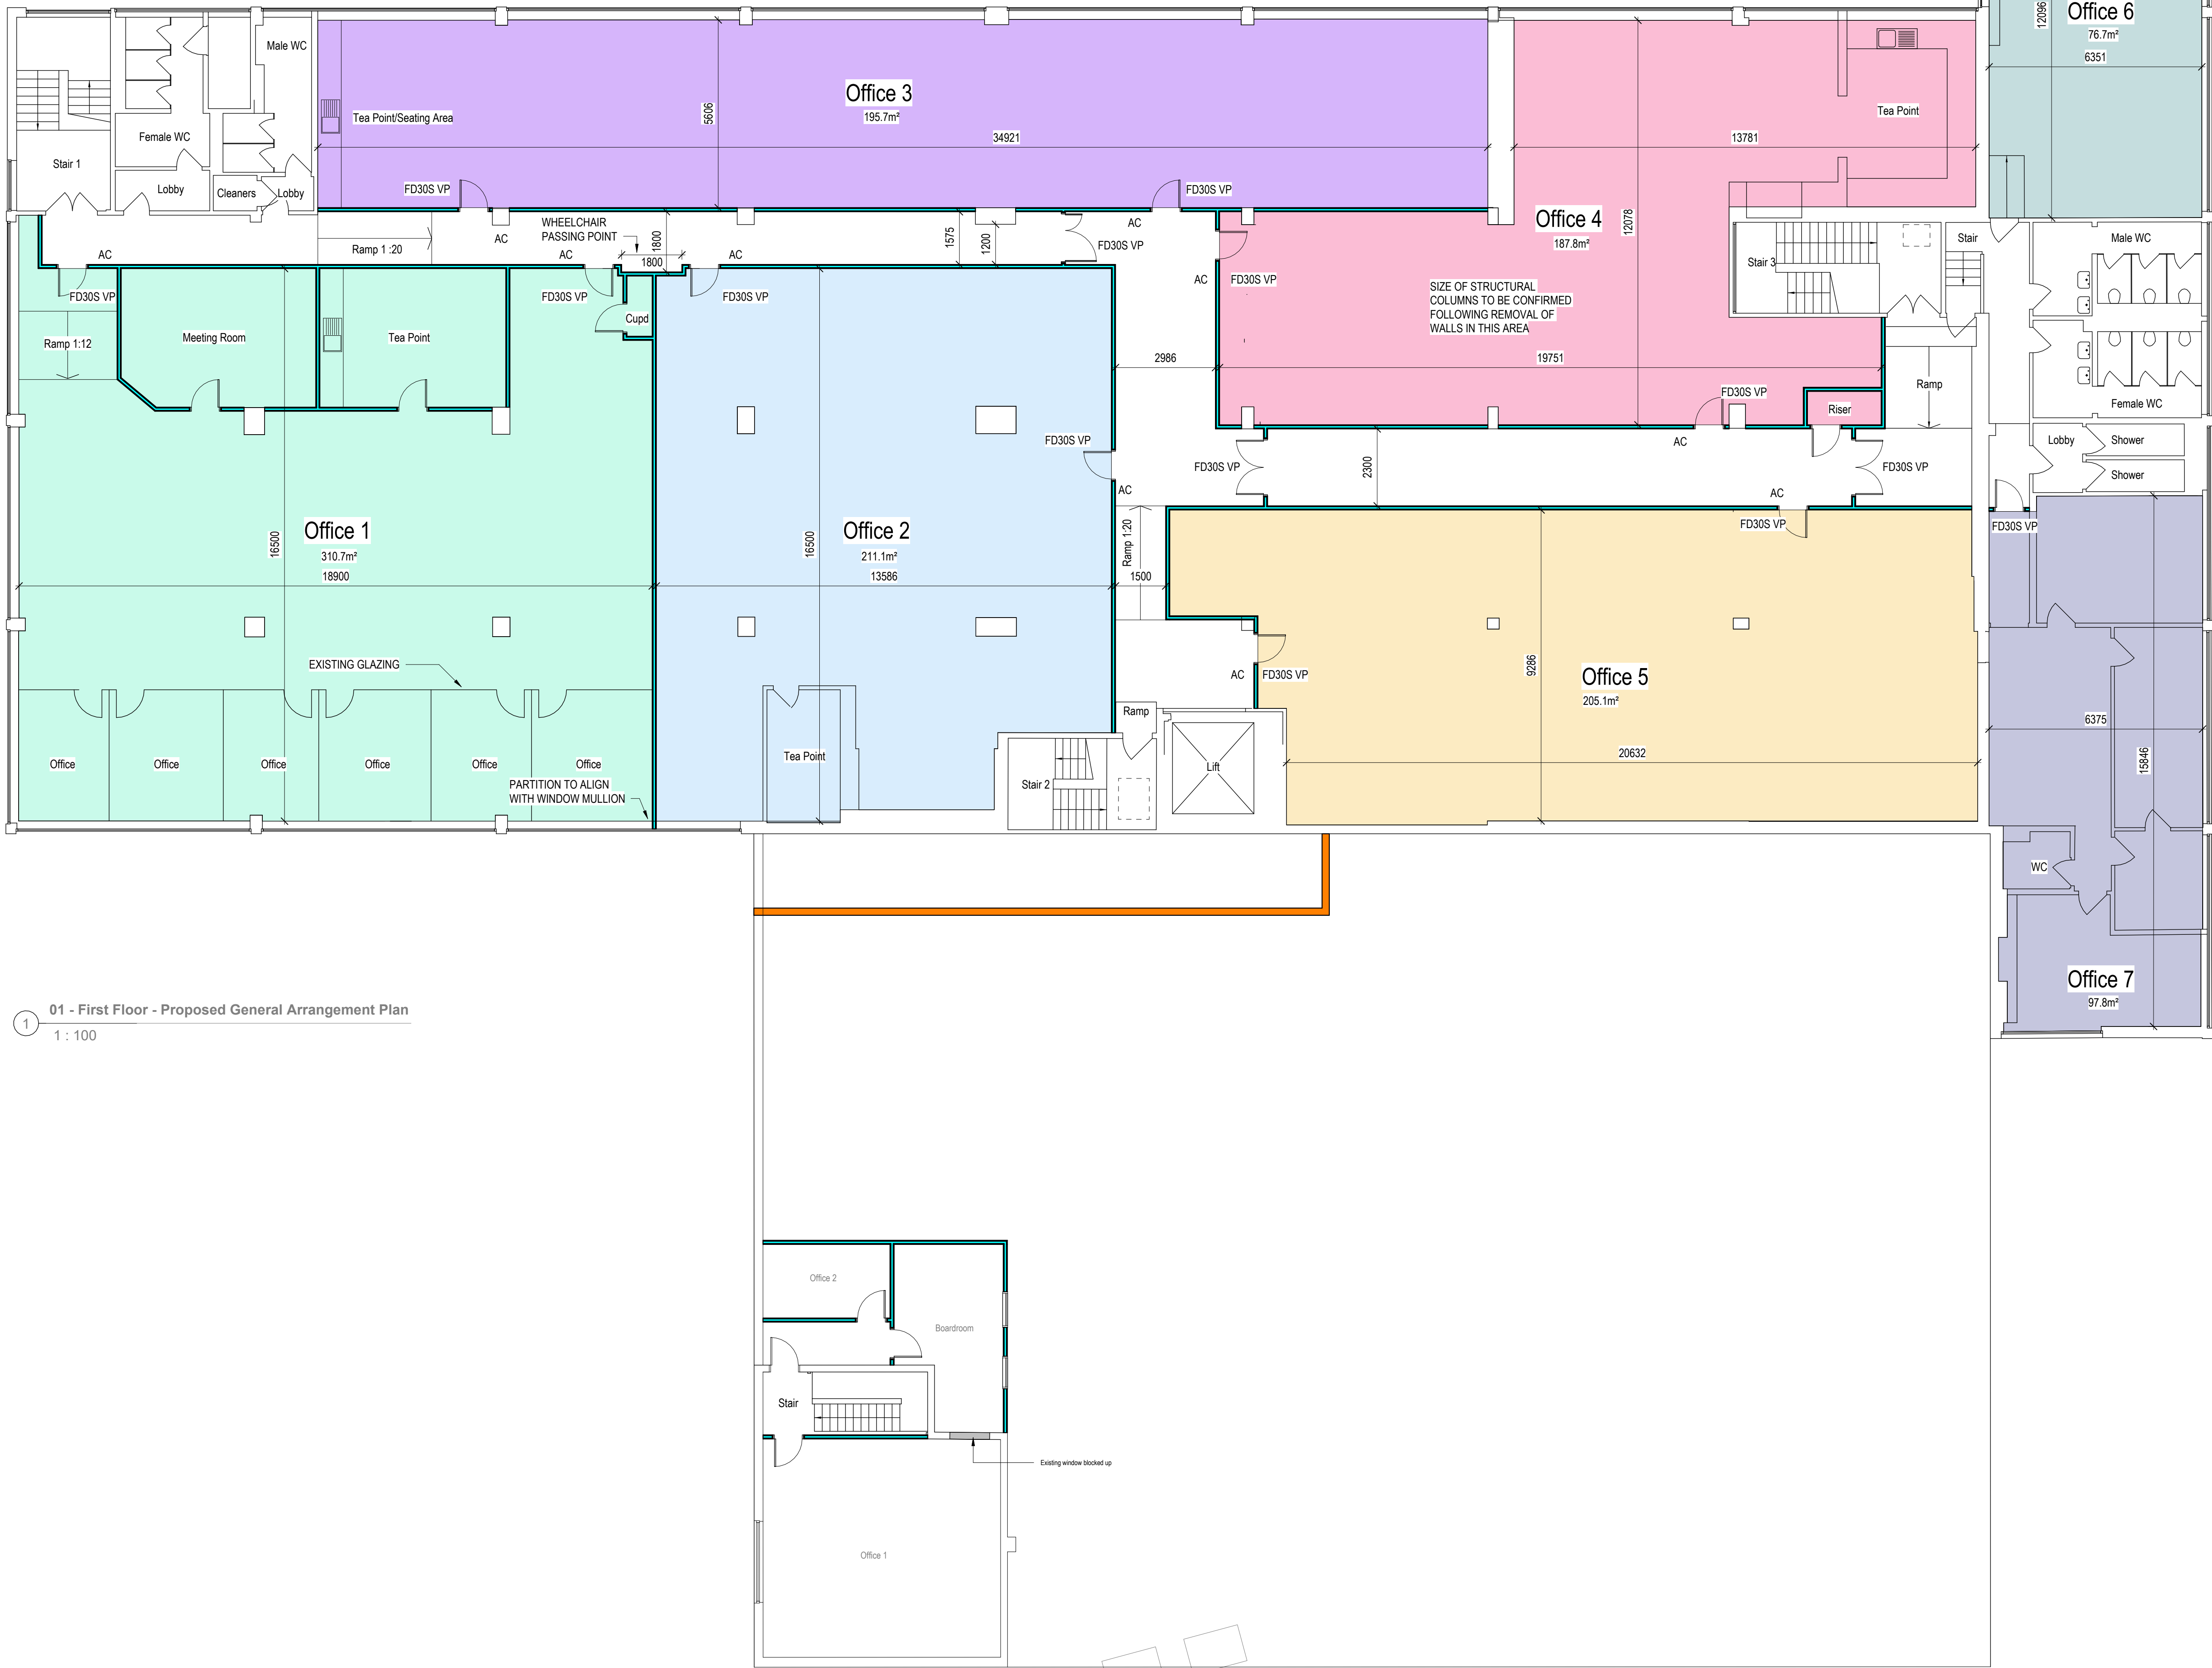 Office 6
76.7m²
12096
6351
Male WC
Office 3
195.7m²
5606
34921
Tea Point/Seating Area
Tea Point
13781
Female WC
Stair 1
Lobby
Cleaners
Lobby
FD30S VP
FD30S VP
Office 4
187.8m²
12078
WHEELCHAIR
PASSING POINT
1800
1800
1575
1200
Ramp 1 :20
AC
AC
AC
AC
AC
FD30S VP
AC
FD30S VP
Stair 3
Stair
Male WC
FD30S VP
FD30S VP
FD30S VP
Cupd
SIZE OF STRUCTURAL
COLUMNS TO BE CONFIRMED
FOLLOWING REMOVAL OF
WALLS IN THIS AREA
Ramp 1:12
Meeting Room
Tea Point
2986
19751
Ramp
FD30S VP
Riser
Female WC
FD30S VP
AC
Lobby
Shower
Shower
FD30S VP
2300
FD30S VP
AC
AC
Office 1
310.7m²
16500
18900
Office 2
211.1m²
16500
13586
Ramp 1:20
1500
FD30S VP
FD30S VP
EXISTING GLAZING
AC
FD30S VP
9286
Office 5
205.1m²
20632
Ramp
Lift
Stair 2
Tea Point
6375
15846
Office
Office
Office
Office
Office
Office
PARTITION TO ALIGN
WITH WINDOW MULLION
WC
Office 7
97.8m²
1
01 - First Floor - Proposed General Arrangement Plan
1 : 100
Office 2
Boardroom
Stair
Existing window blocked up
Office 1